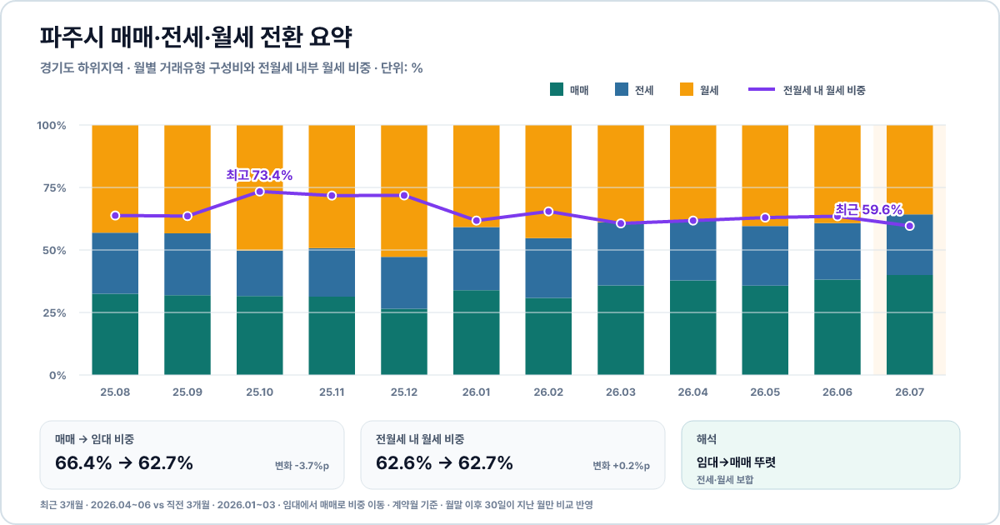 파주시 매매·전세·월세 전환 요약
경기도 하위지역 · 월별 거래유형 구성비와 전월세 내부 월세 비중 · 단위: %
매매 전세 월세 전월세 내 월세 비중
100%
75%
50%
25%
0%
최고 73.4%
최근 59.6%
25.08 25.09 25.10 25.11 25.12 26.01 26.02 26.03 26.04 26.05 26.06 26.07
매매 → 임대 비중
66.4% → 62.7%
변화 -3.7%p
전월세 내 월세 비중
62.6% → 62.7%
변화 +0.2%p
해석
임대→매매 뚜렷
전세·월세 보합
최근 3개월 · 2026.04~06 vs 직전 3개월 · 2026.01~03 · 임대에서 매매로 비중 이동 · 계약월 기준 · 월말 이후 30일이 지난 월만 비교 반영